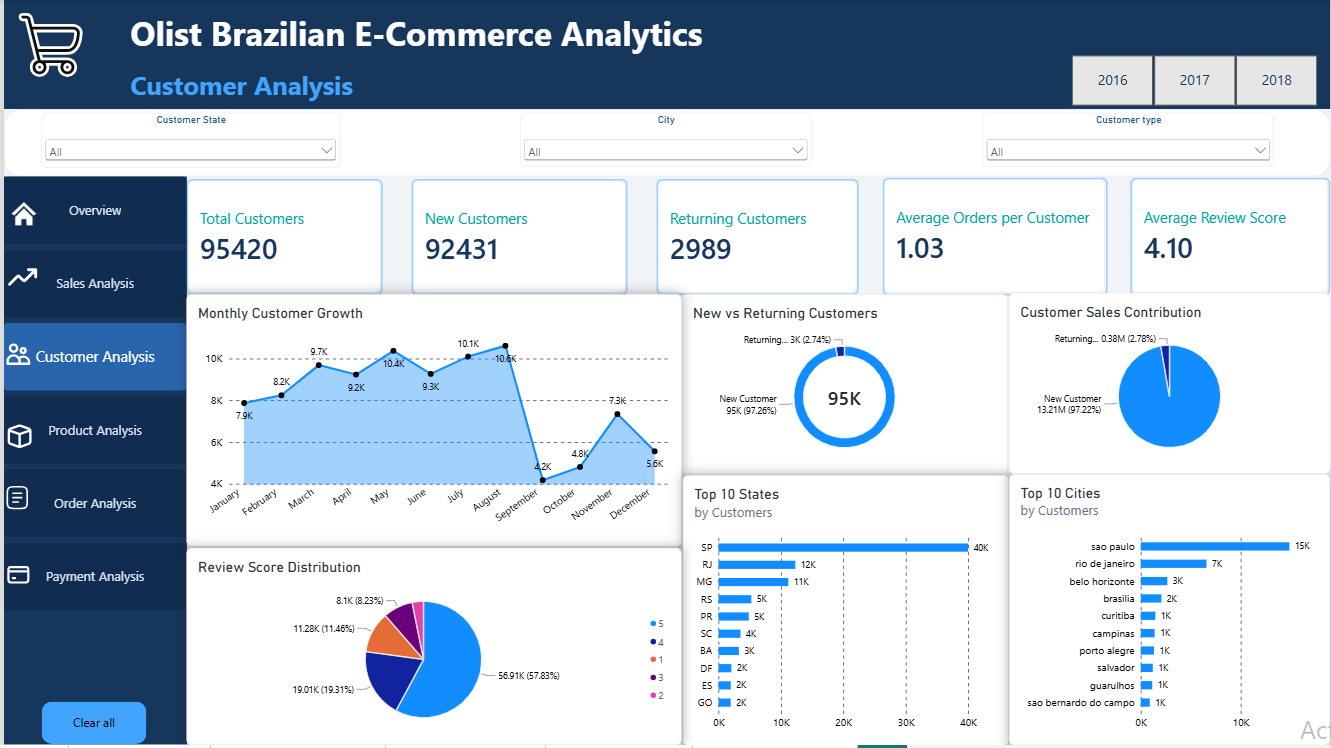 Olist Brazilian E-Commerce Analytics
Customer Analysis
2016
2017
2018
Customer State
All
City
All
Customer type
All
Overview
Sales Analysis
Customer Analysis
Product Analysis
Order Analysis
Payment Analysis
Clear all
Total Customers
95420
New Customers
92431
Returning Customers
2989
Average Orders per Customer
1.03
Average Review Score
4.10
Monthly Customer Growth
10K
8K
6K
4K
7.9K
8.2K
9.7K
9.2K
10.4K
9.3K
10.1K
10.6K
4.2K
4.8K
7.3K
5.6K
January
February
March
April
May
June
July
August
September
October
November
December
New vs Returning Customers
Returning... 3K (2.74%)
New Customer
95K (97.26%)
95K
Customer Sales Contribution
Returning... 0.38M (2.78%)
New Customer
13.21M (97.22%)
Review Score Distribution
8.1K (8.23%)
11.28K (11.46%)
19.01K (19.31%)
56.91K (57.83%)
5
4
1
3
2
Top 10 States
by Customers
SP 40K
RJ 12K
MG 11K
RS 5K
PR 5K
SC 4K
BA 3K
DF 2K
ES 2K
GO 2K
0K 10K 20K 30K 40K
Top 10 Cities
by Customers
sao paulo 15K
rio de janeiro 7K
belo horizonte 3K
brasilia 2K
curitiba 1K
campinas 1K
porto alegre 1K
salvador 1K
guarulhos 1K
sao bernardo do campo 1K
0K 10K